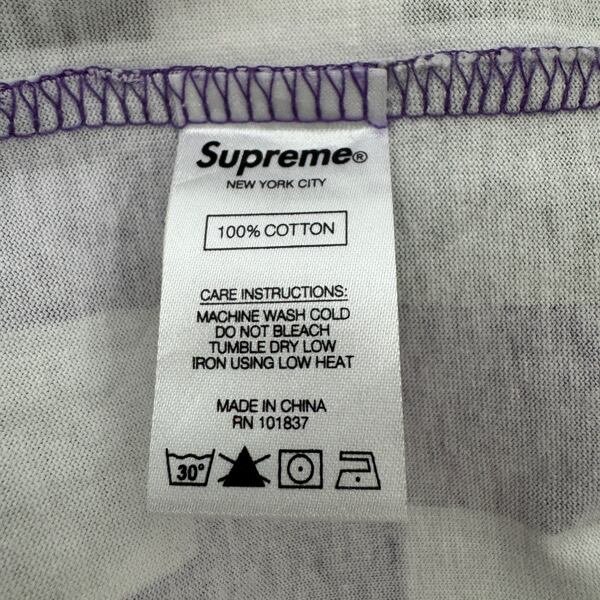 Supreme®
NEW YORK CITY
100% COTTON
CARE INSTRUCTIONS:
MACHINE WASH COLD
DO NOT BLEACH
TUMBLE DRY LOW
IRON USING LOW HEAT
MADE IN CHINA
RN 101837
30°